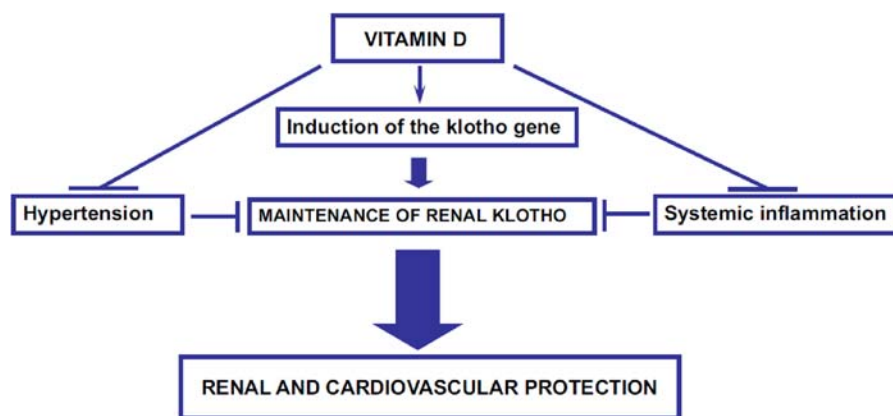 VITAMIN D
Induction of the klotho gene
Hypertension
MAINTENANCE OF RENAL KLOTHO
Systemic inflammation
RENAL AND CARDIOVASCULAR PROTECTION